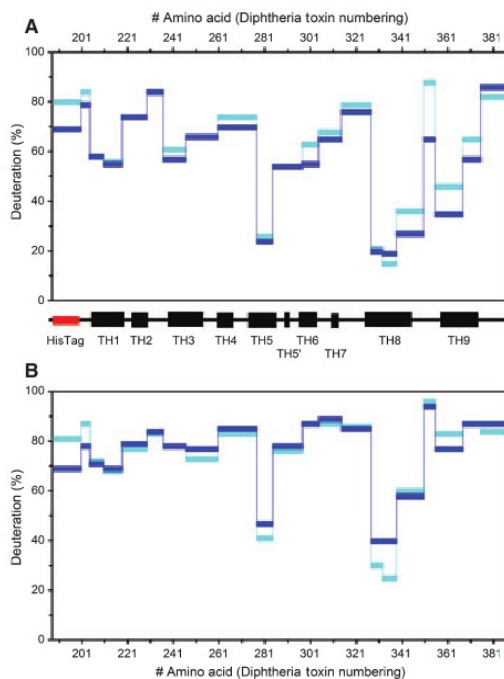 # Amino acid (Diphtheria toxin numbering)
A 201 221 241 261 281 301 321 341 361 381
100
80
60
40
20
0
Deuteration (%)
HisTag TH1 TH2 TH3 TH4 TH5 TH6 TH8 TH9
TH5' TH7
B
100
80
60
40
20
0
Deuteration (%)
201 221 241 261 281 301 321 341 361 381
# Amino acid (Diphtheria toxin numbering)